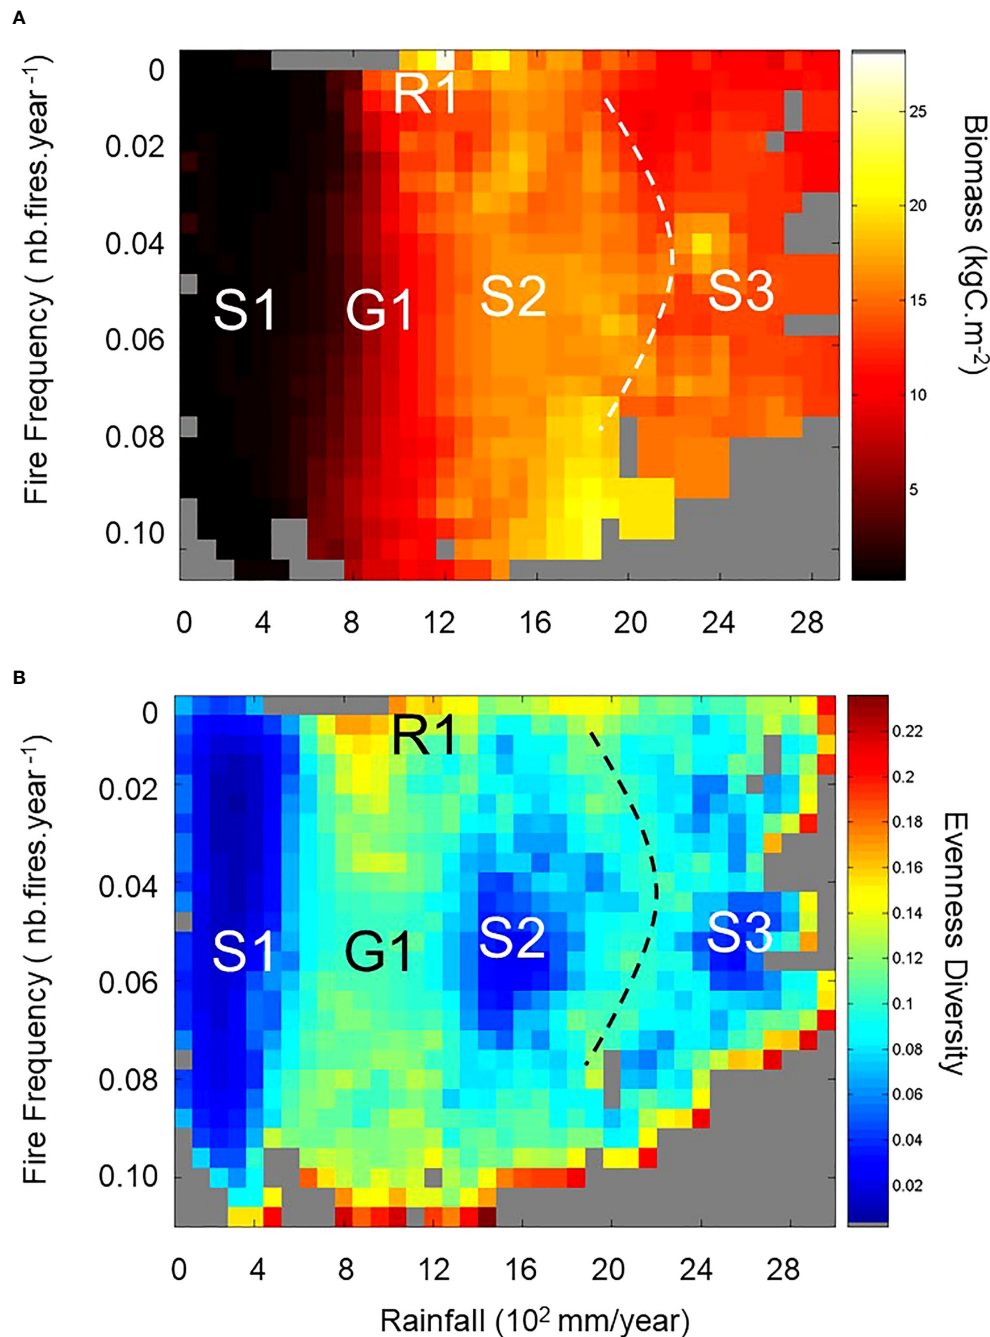 A
R1
S1
G1
S2
S3
0
0.02
0.04
0.06
0.08
0.10
Fire Frequency ( nb.fires.year-1)
0 4 8 12 16 20 24 28
25
20
15
10
5
Biomass (kgC.m-2)
B
R1
S1
G1
S2
S3
0
0.02
0.04
0.06
0.08
0.10
Fire Frequency ( nb.fires.year-1)
0 4 8 12 16 20 24 28
Rainfall (102 mm/year)
0.22
0.2
0.18
0.16
0.14
0.13
0.11
0.10
0.08
0.06
0.04
0.02
Evenness Diversity